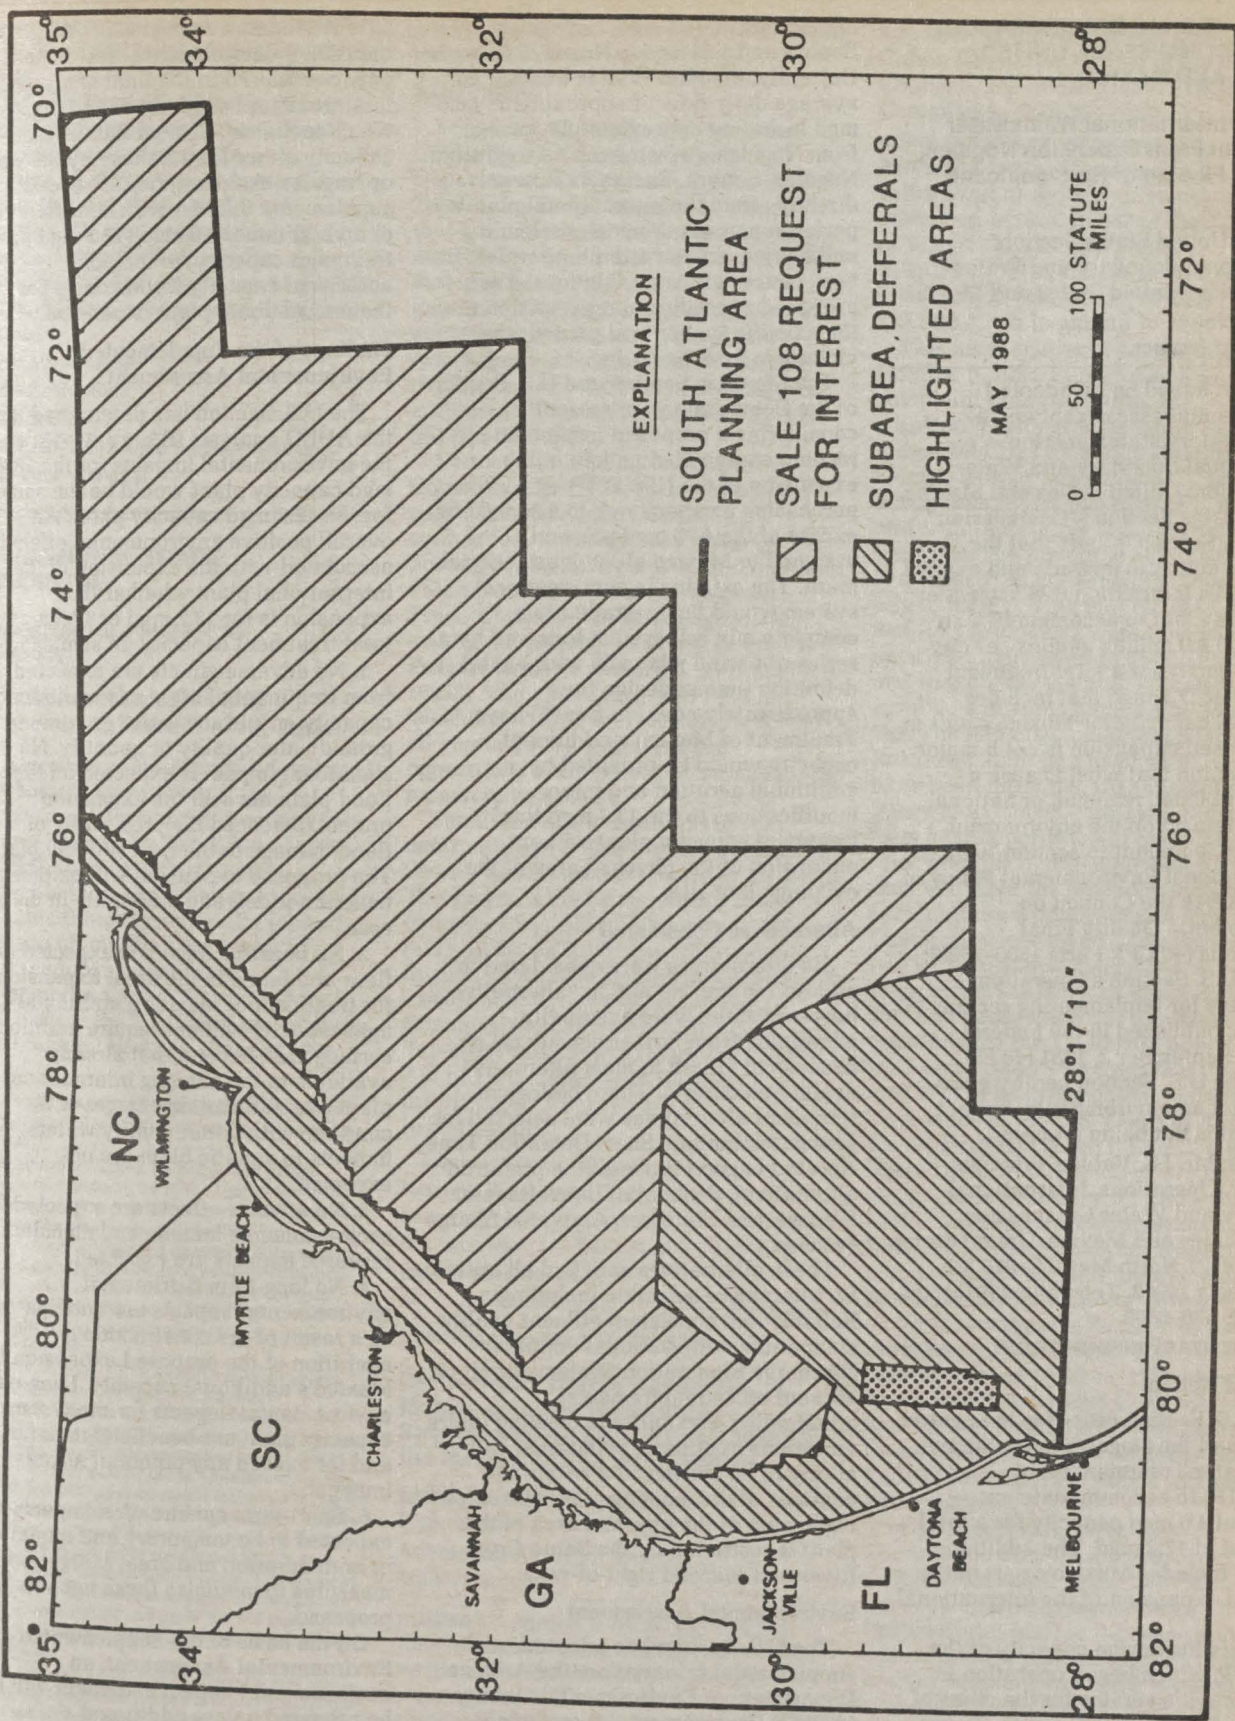 35°
34°
32°
30°
28°
70°
72°
74°
76°
78°
80°
82°
35°
34°
32°
30°
28°
72°
74°
76°
78°
80°
82°
NC
WILMINGTON
MYRTLE BEACH
SC
CHARLESTON
SAVANNAH
GA
JACKSON
VILLE
FL
DAYTONA
BEACH
MELBOURNE
28°17'10"
EXPLANATION
SOUTH ATLANTIC
PLANNING AREA
SALE 108 REQUEST
FOR INTEREST
SUBAREA, DEFFERALS
HIGHLIGHTED AREAS
MAY 1988
0 50 100 STATUTE
MILES